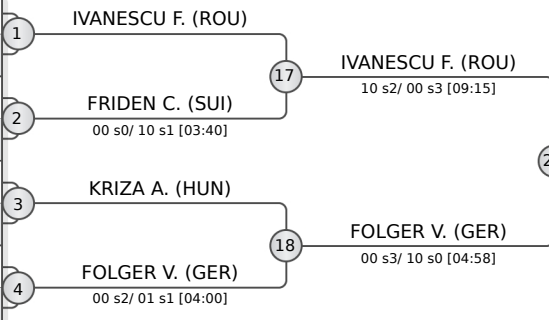 1
IVANESCU F. (ROU)
17
IVANESCU F. (ROU)
10 s2/ 00 s3 [09:15]
2
FRIDEN C. (SUI)
00 s0/ 10 s1 [03:40]
3
KRIZA A. (HUN)
18
FOLGER V. (GER)
00 s3/ 10 s0 [04:58]
4
FOLGER V. (GER)
00 s2/ 01 s1 [04:00]